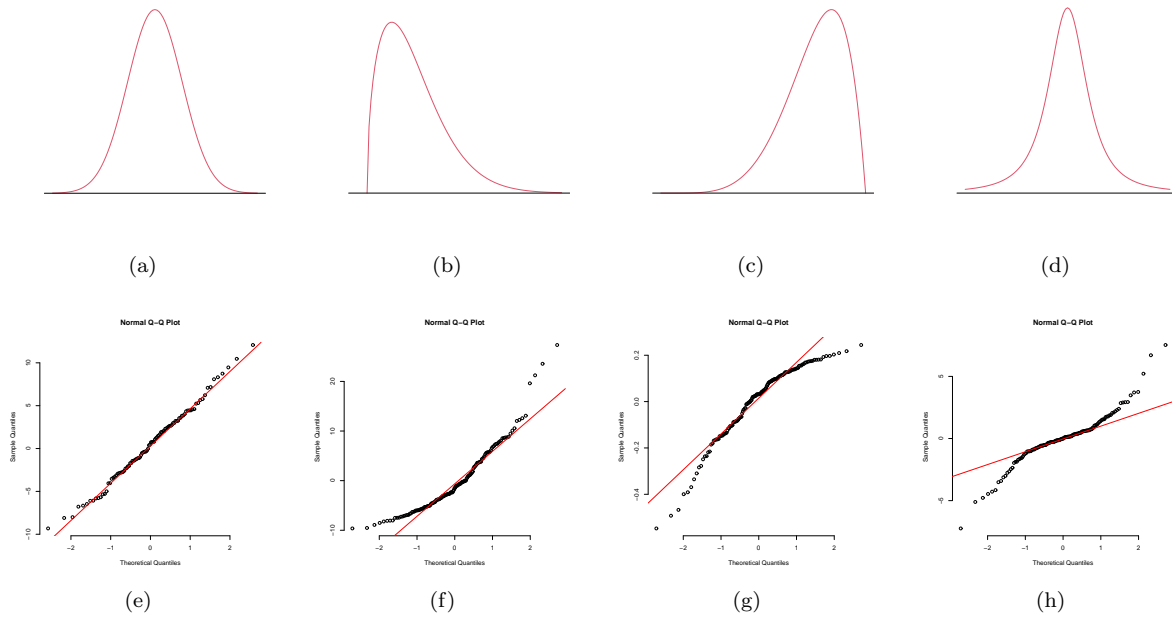 (a) (b) (c) (d)
Normal Q−Q Plot Normal Q−Q Plot Normal Q−Q Plot Normal Q−Q Plot
Sample Quantiles
−10 −5 0 5 10
−2 −1 0 1 2
Theoretical Quantiles
Sample Quantiles
−10 0 10 20
−2 −1 0 1 2
Theoretical Quantiles
Sample Quantiles
−0.4 −0.2 0.0 0.2
−2 −1 0 1 2
Theoretical Quantiles
Sample Quantiles
−5 0 5
−2 −1 0 1 2
Theoretical Quantiles
(e) (f) (g) (h)